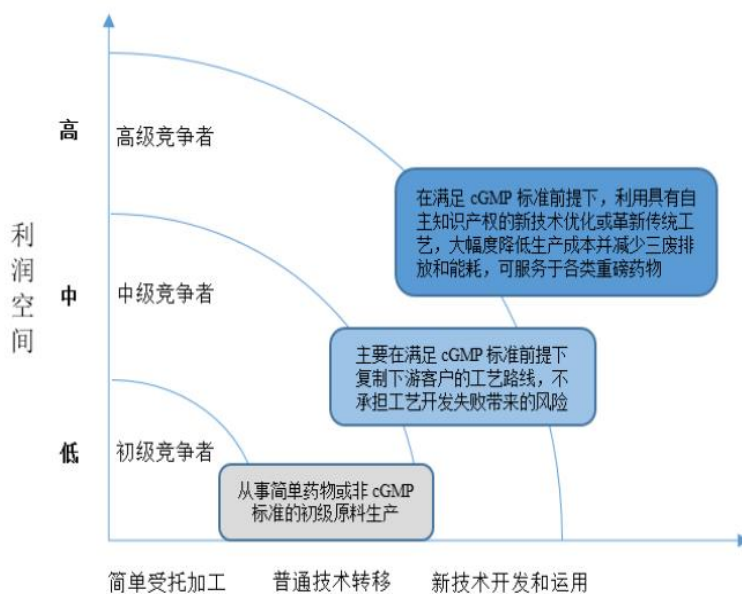 高
高级竞争者
在满足 cGMP 标准前提下，利用具有自
主知识产权的新技术优化或革新传统工
艺，大幅度降低生产成本并减少三废排
放和能耗，可服务于各类重磅药物
利
润
空
间
中
中级竞争者
主要在满足 cGMP 标准前提下
复制下游客户的工艺路线，不
承担工艺开发失败带来的风险
低
初级竞争者
从事简单药物或非 cGMP
标准的初级原料生产
简单受托加工 普通技术转移 新技术开发和运用